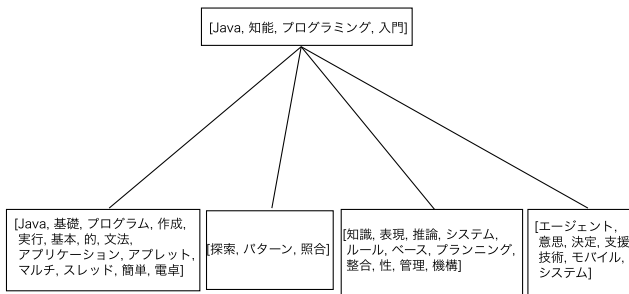 [Java, 知能, プログラミング, 入門]
[Java, 基礎, プログラム, 作成,
実行, 基本, 的, 文法,
アプリケーション, アプレット,
マルチ, スレッド, 簡単, 電卓]
[探索, パターン, 照合]
[知識, 表現, 推論, システム,
ルール, ベース, プランニング,
整合, 性, 管理, 機構]
[エージェント,
意思, 決定, 支援
技術, モバイル,
システム]